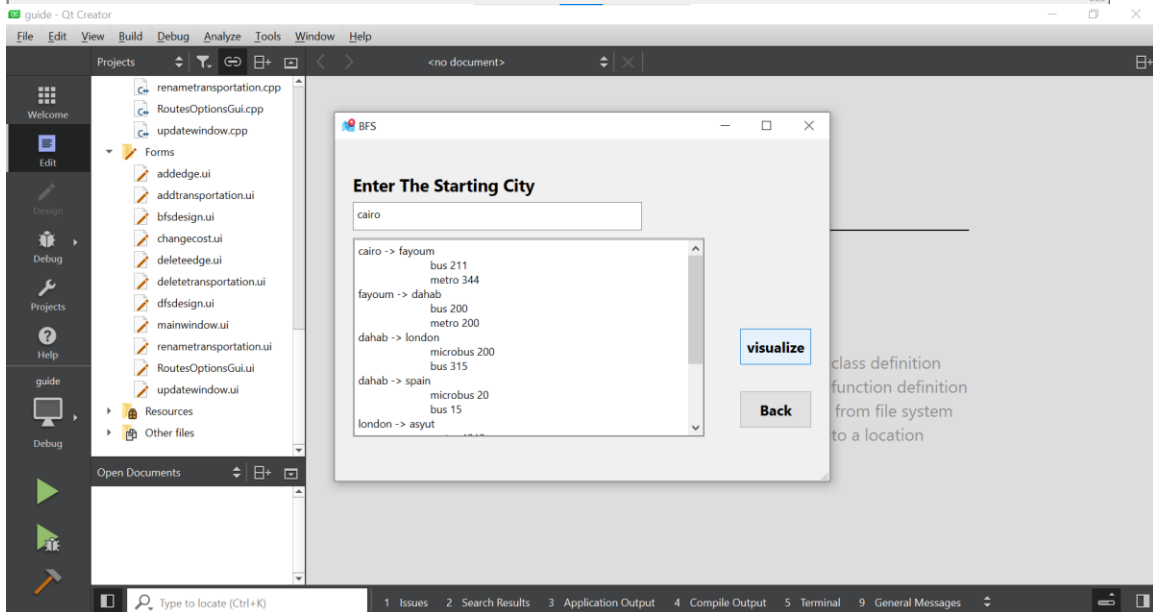 guide - Qt Creator
File Edit View Build Debug Analyze Tools Window Help
Projects
<no document>
Welcome
Edit
Design
Debug
Projects
Help
guide
Debug
renametransportation.cpp
RoutesOptionsGui.cpp
updatewindow.cpp
Forms
addedge.ui
addtransportation.ui
bfsdesign.ui
changecost.ui
deleteedge.ui
deletetransportation.ui
dfsdesign.ui
mainwindow.ui
renametransportation.ui
RoutesOptionsGui.ui
updatewindow.ui
Resources
Other files
Open Documents
BFS
Enter The Starting City
cairo
cairo -> fayoum
bus 211
metro 344
fayoum -> dahab
bus 200
metro 200
dahab -> london
microbus 200
bus 315
dahab -> spain
microbus 20
bus 15
london -> asyut
visualize
Back
class definition
function definition
from file system
to a location
Type to locate (Ctrl+K)
1 Issues 2 Search Results 3 Application Output 4 Compile Output 5 Terminal 9 General Messages